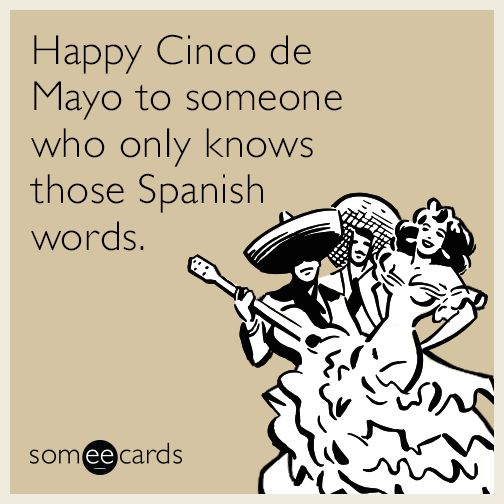 Happy Cinco de
Mayo to someone
who only knows
those Spanish
words.
someecards